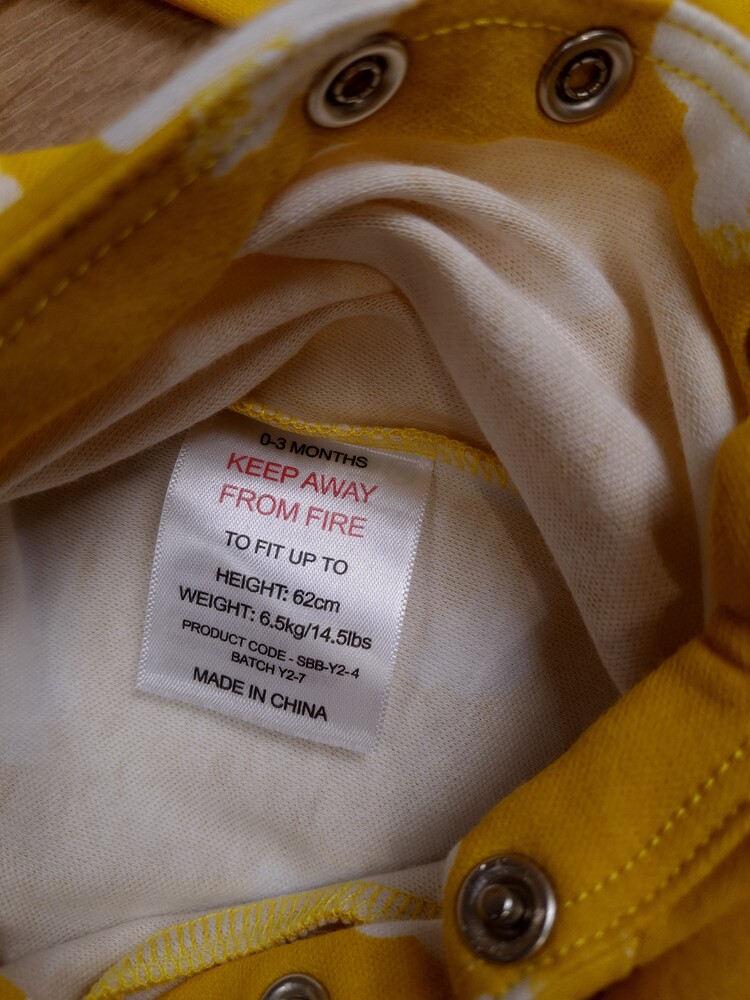 0-3 MONTHS
KEEP AWAY
FROM FIRE
TO FIT UP TO
HEIGHT: 62cm
WEIGHT: 6.5kg/14.5lbs
PRODUCT CODE - SBB-Y2-4
BATCH Y2-7
MADE IN CHINA